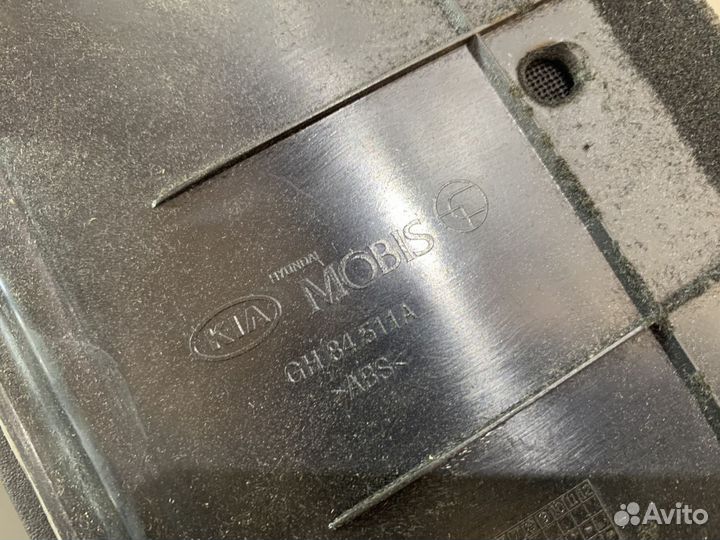 HYUNDAI
KIA MOBIS
GH 84 511A
>ABS<
Avito